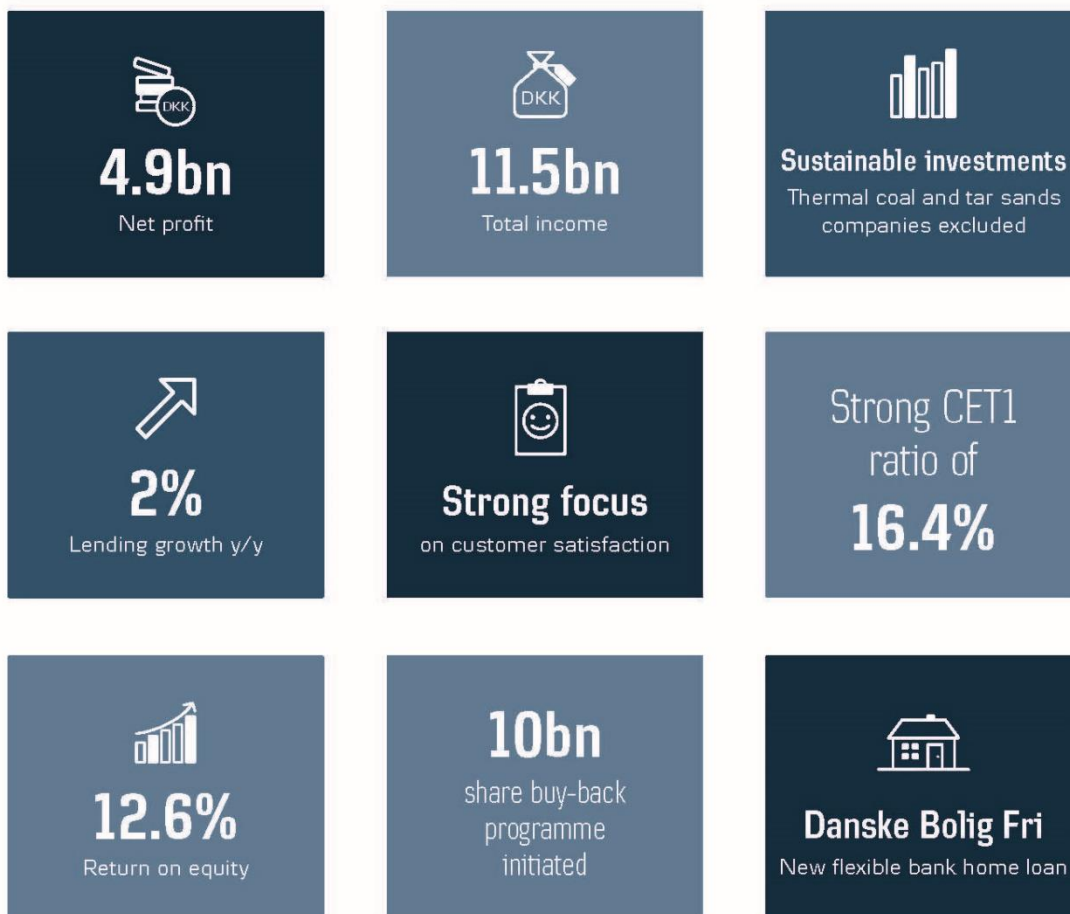 DKK
4.9bn
Net profit
DKK
11.5bn
Total income
Sustainable investments
Thermal coal and tar sands
companies excluded
2%
Lending growth y/y
Strong focus
on customer satisfaction
Strong CET1
ratio of
16.4%
12.6%
Return on equity
10bn
share buy-back
programme
initiated
Danske Bolig Fri
New flexible bank home loan